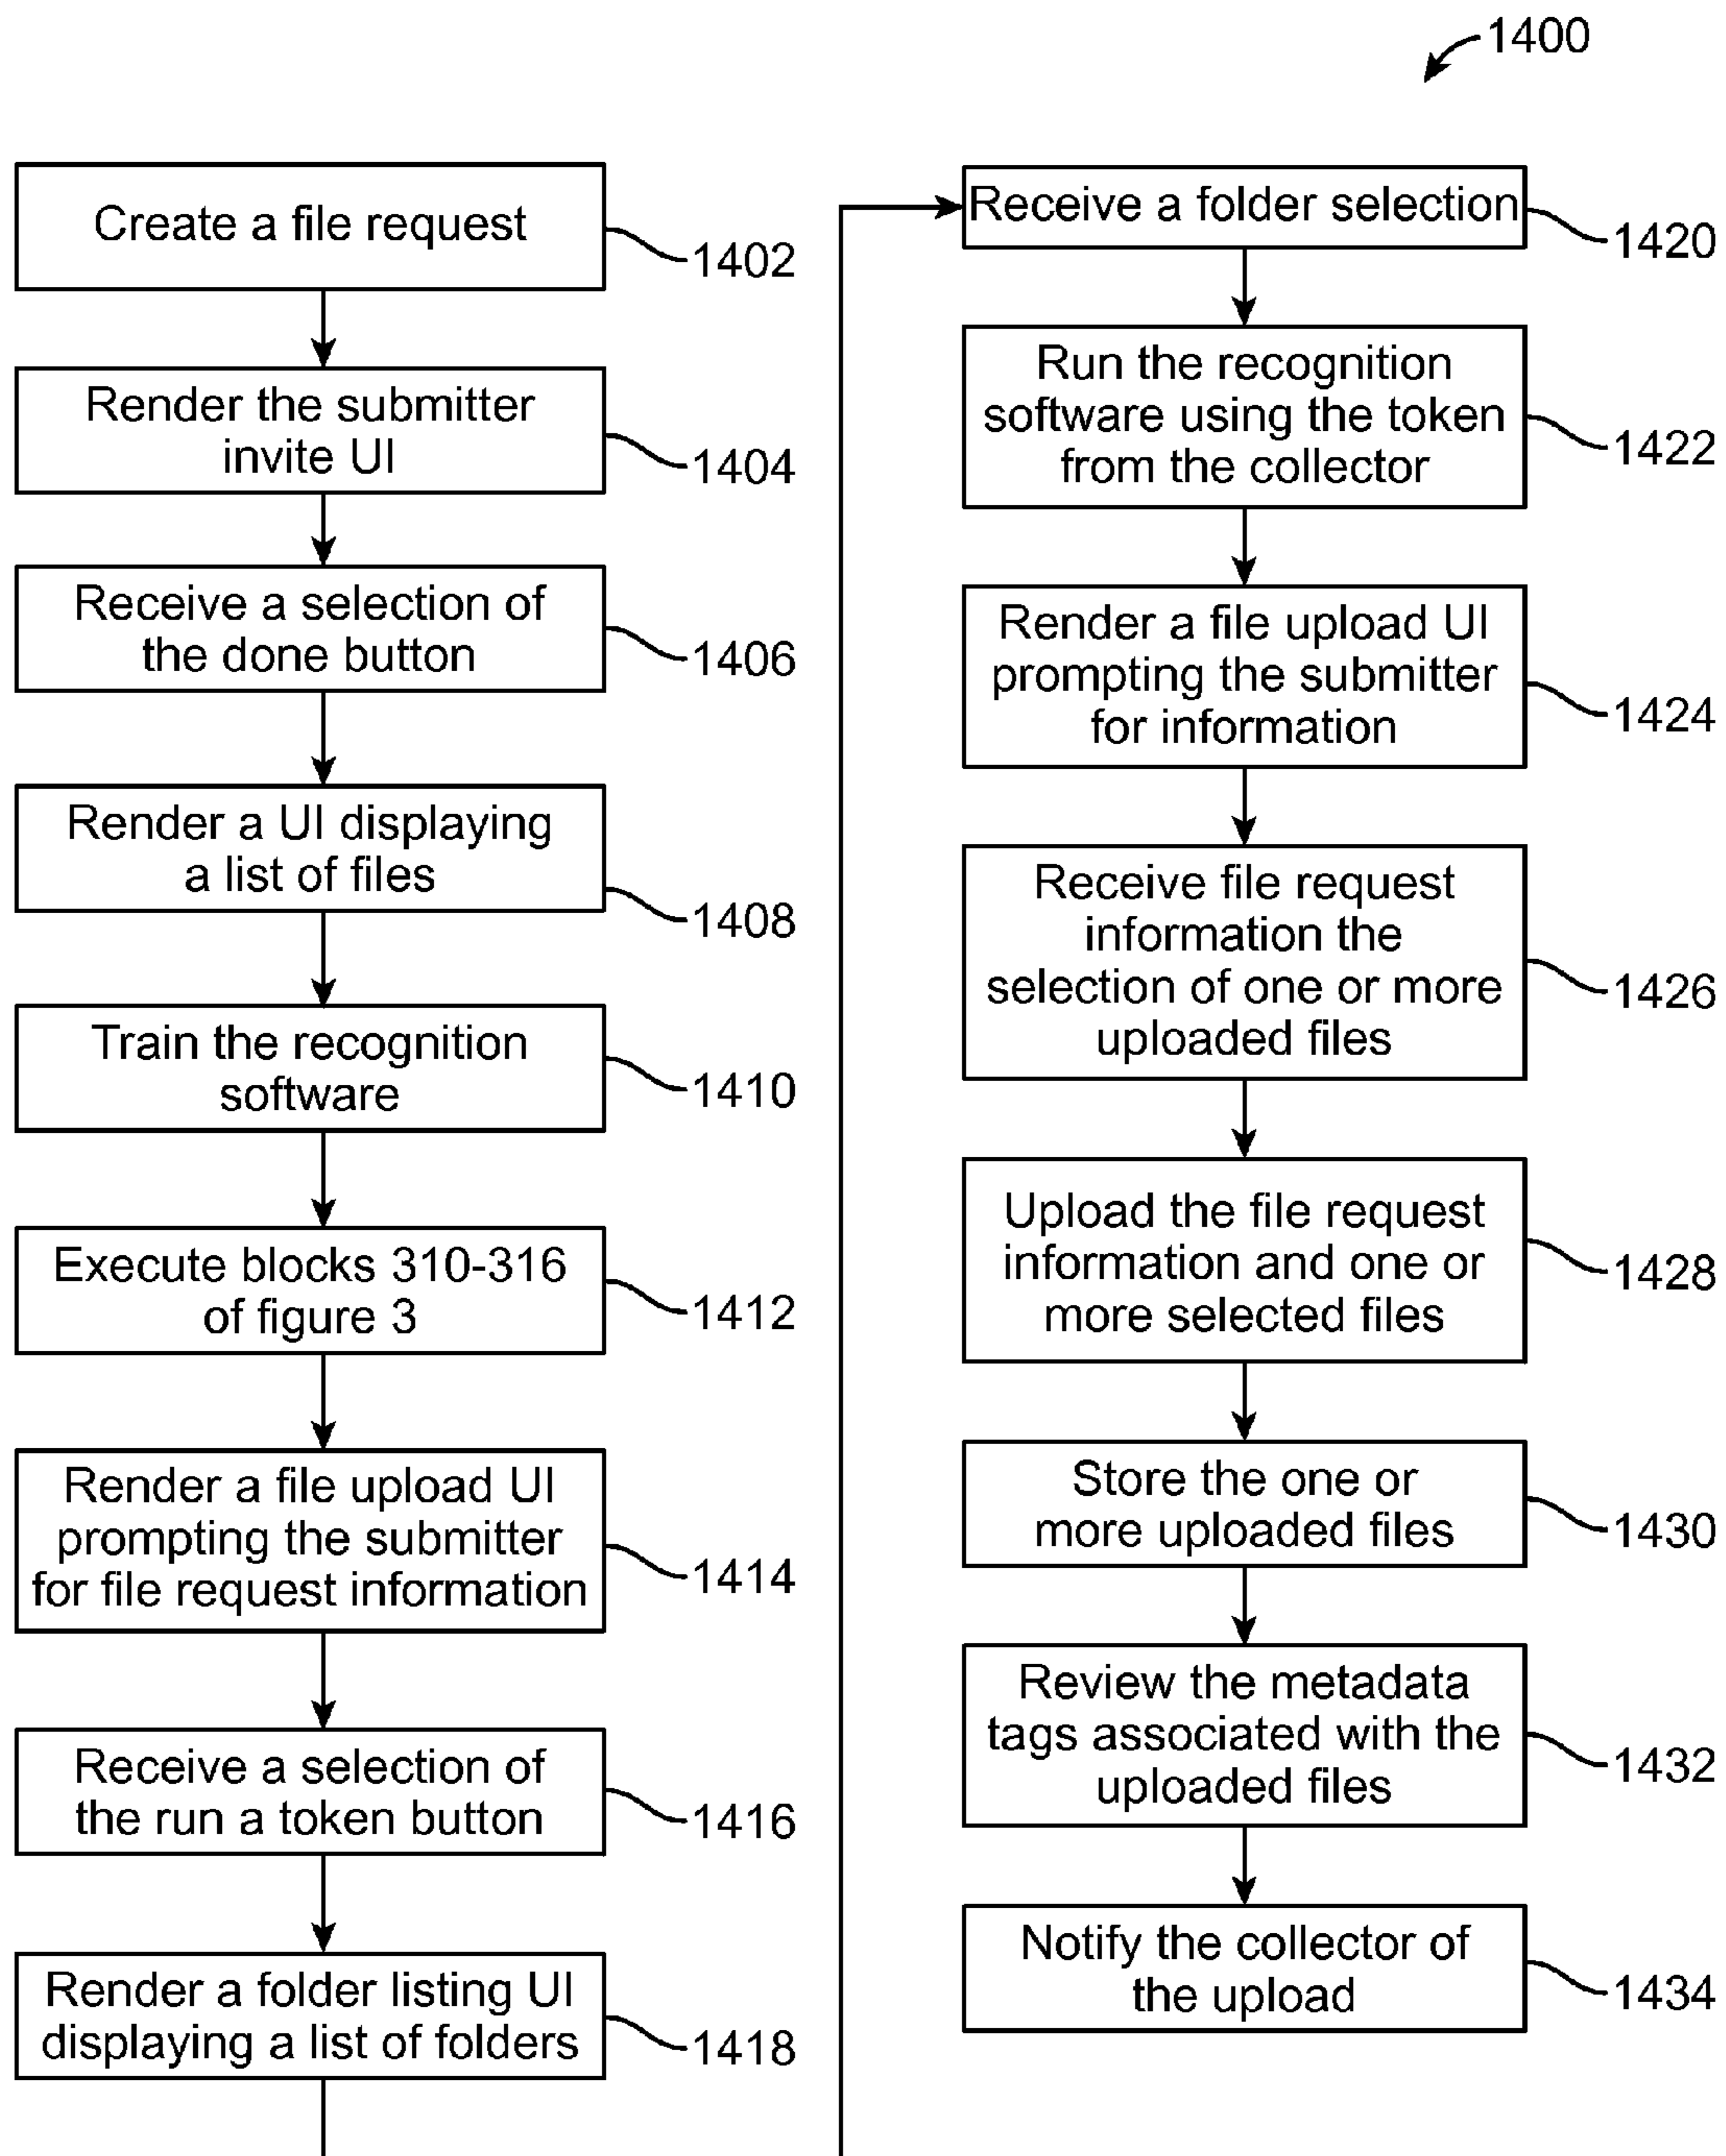 1400
Create a file request
1402
Render the submitter
invite UI
1404
Receive a selection of
the done button
1406
Render a UI displaying
a list of files
1408
Train the recognition
software
1410
Execute blocks 310-316
of figure 3
1412
Render a file upload UI
prompting the submitter
for file request information
1414
Receive a selection of
the run a token button
1416
Render a folder listing UI
displaying a list of folders
1418
Receive a folder selection
1420
Run the recognition
software using the token
from the collector
1422
Render a file upload UI
prompting the submitter
for information
1424
Receive file request
information the
selection of one or more
uploaded files
1426
Upload the file request
information and one or
more selected files
1428
Store the one or
more uploaded files
1430
Review the metadata
tags associated with the
uploaded files
1432
Notify the collector of
the upload
1434